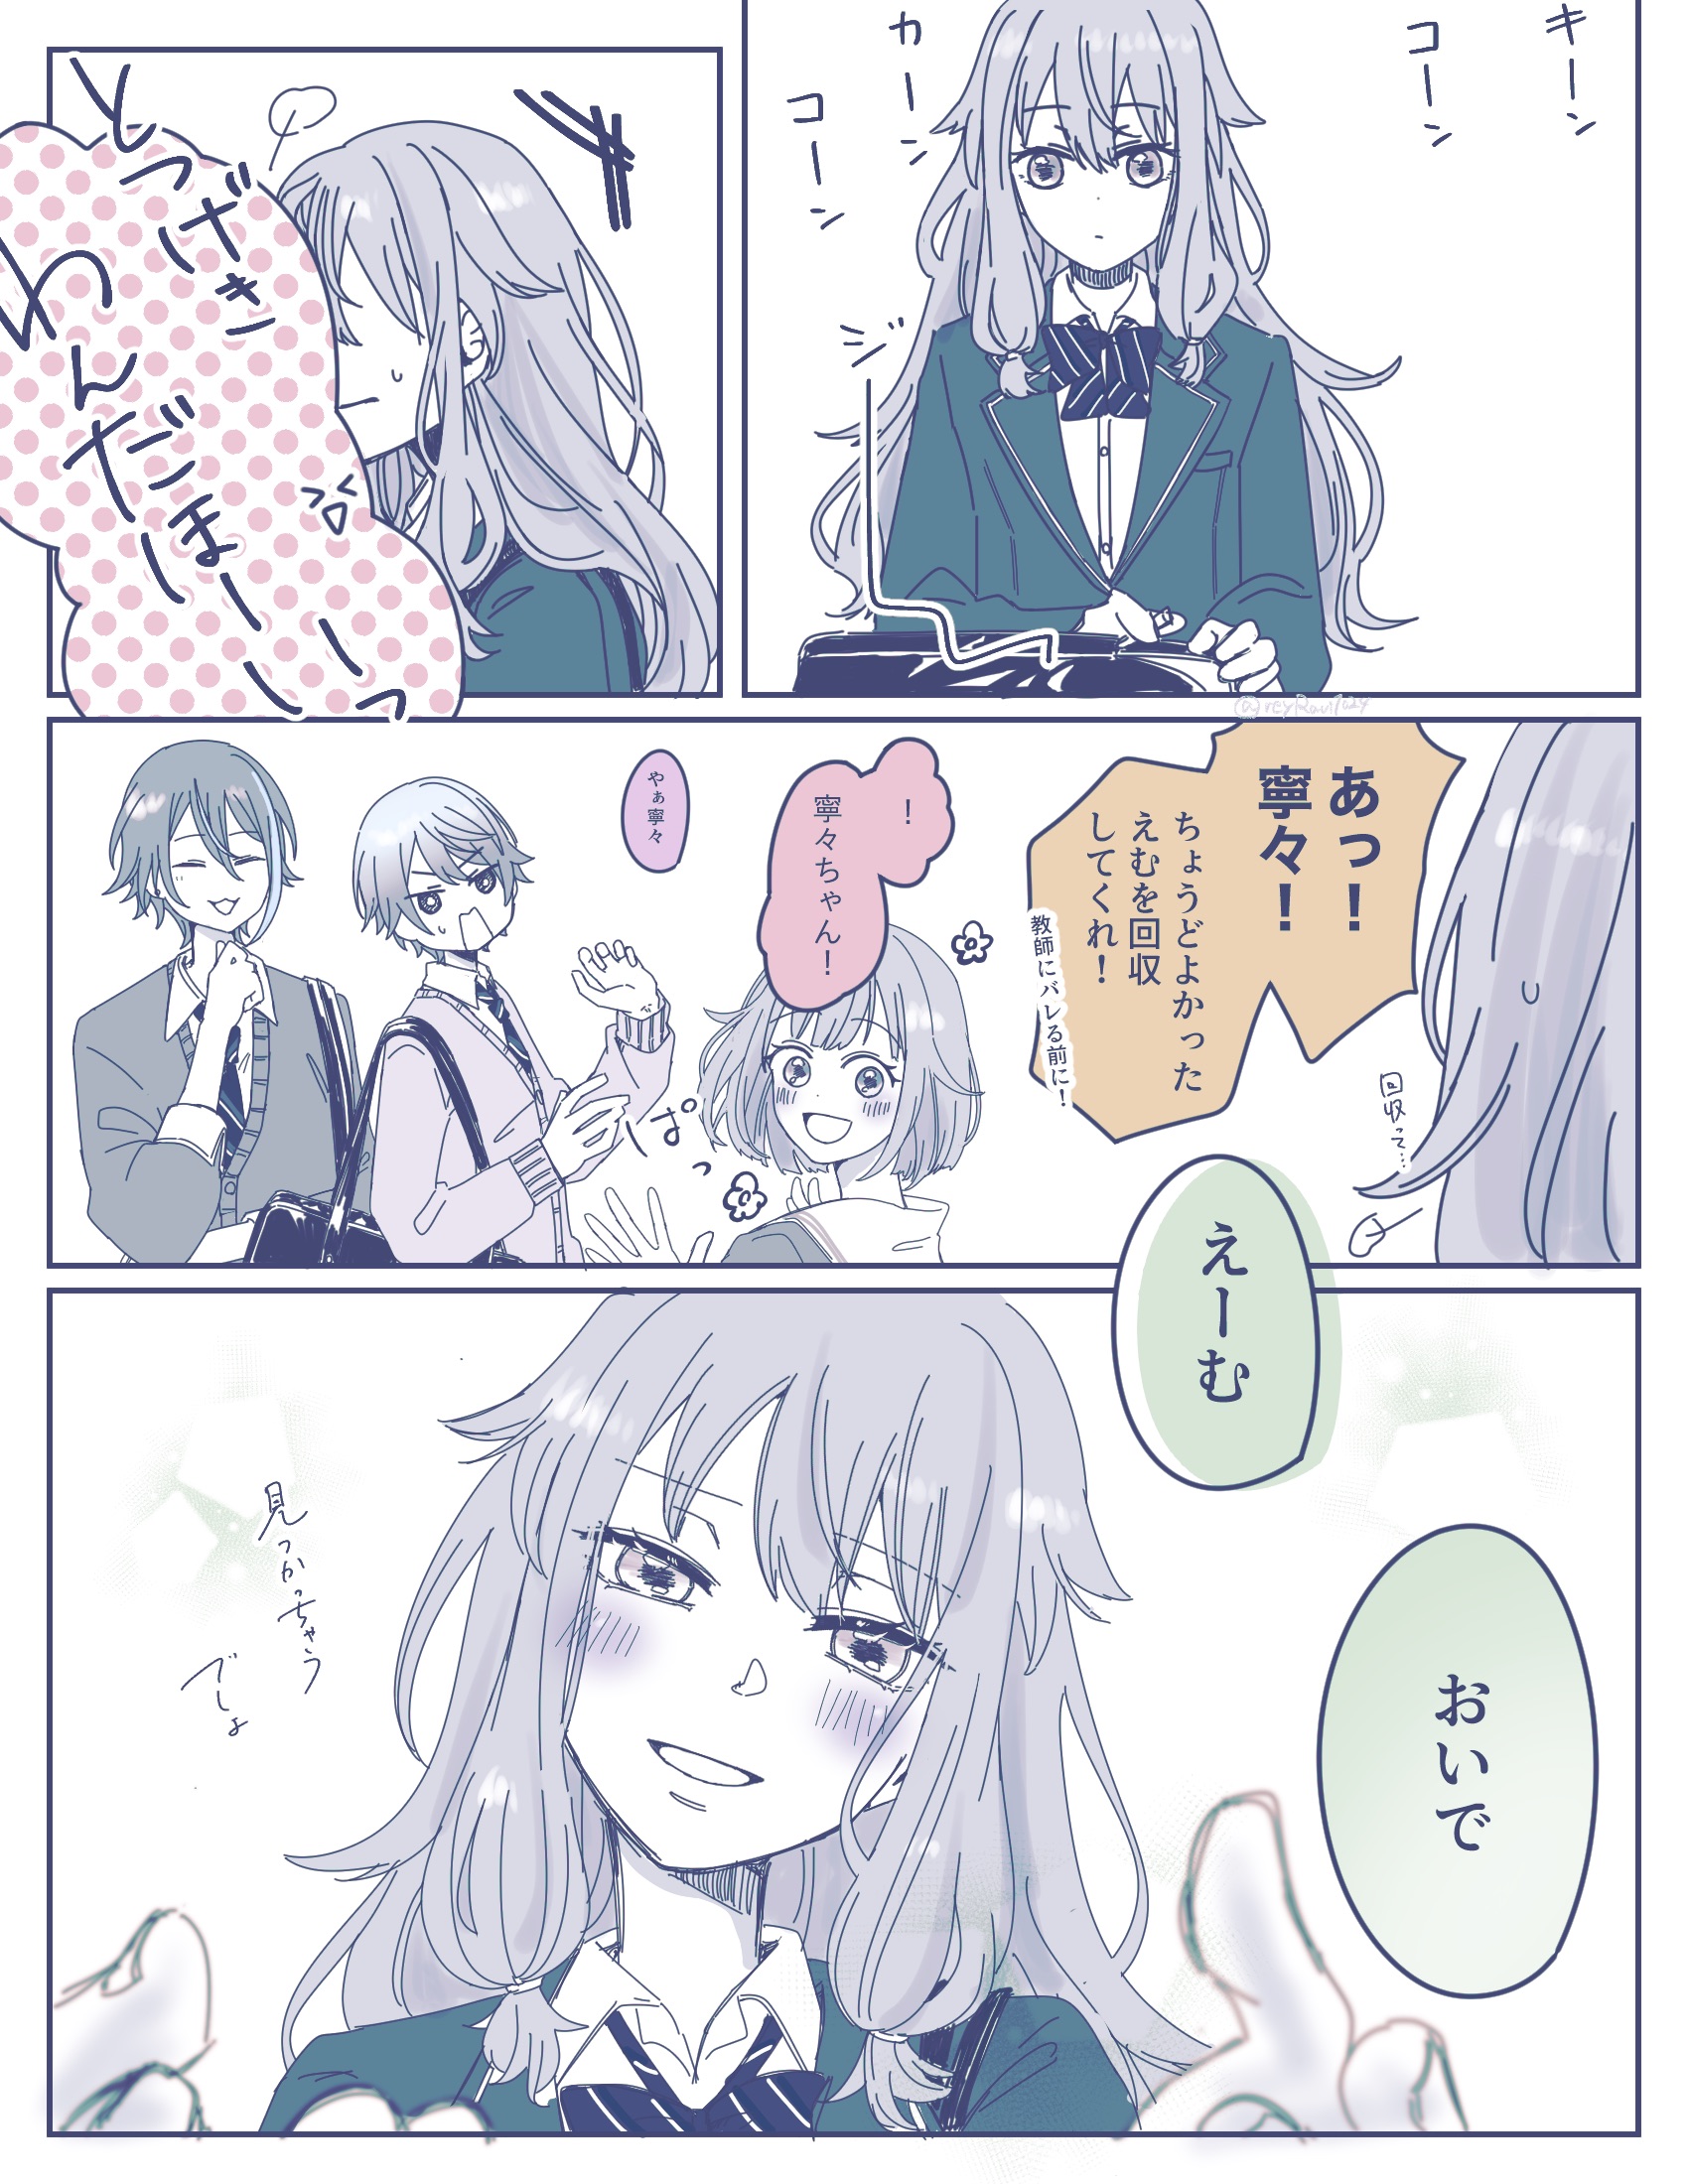 キーン
コーン
カーン
コーン
ジッ
とつげき
わんだほーいっ
@reyRavi1024
あっ！
寧々！
ちょうどよかった
えむを回収
してくれ！
教師にバレる前に！
回収って…
！
寧々ちゃん！
ぱっ
やぁ寧々
えーむ
おいで
見つかっちゃう
でしょ